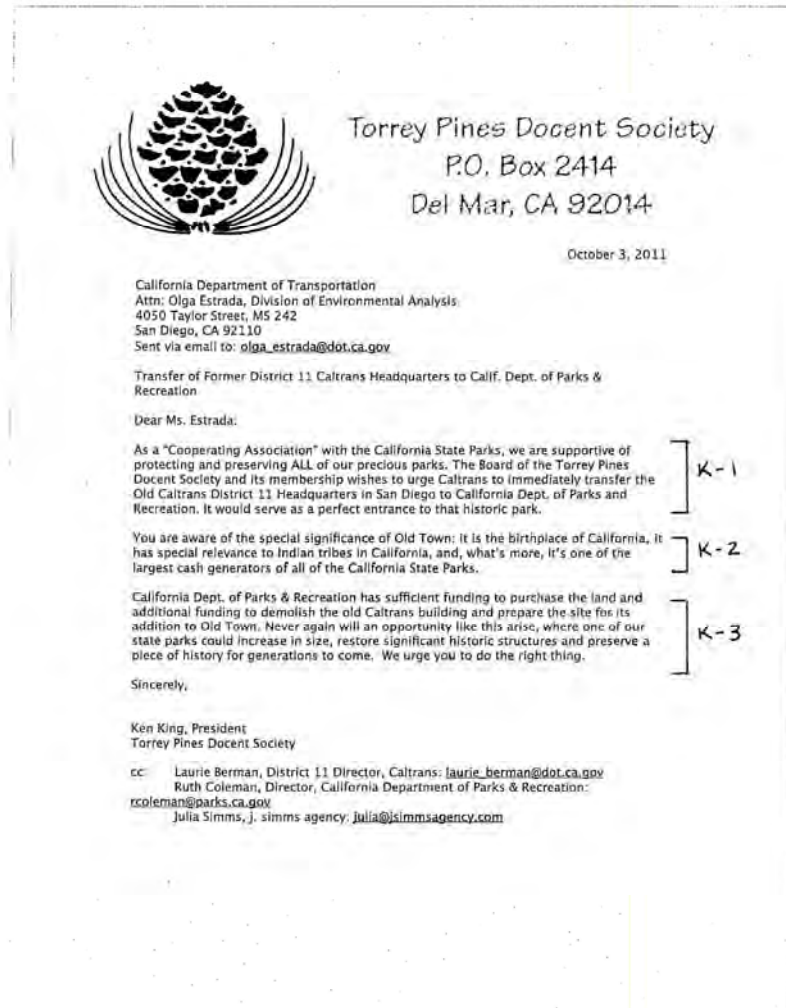 Torrey Pines Docent Society
P.O. Box 2414
Del Mar, CA 92014
October 3, 2011
California Department of Transportation
Attn: Olga Estrada, Division of Environmental Analysis
4050 Taylor Street, MS 242
San Diego, CA 92110
Sent via email to: olga_estrada@dot.ca.gov
Transfer of Former District 11 Caltrans Headquarters to Calif. Dept. of Parks &
Recreation
Dear Ms. Estrada:
As a "Cooperating Association" with the California State Parks, we are supportive of
protecting and preserving ALL of our precious parks. The Board of the Torrey Pines
Docent Society and its membership wishes to urge Caltrans to immediately transfer the
Old Caltrans District 11 Headquarters in San Diego to California Dept. of Parks and
Recreation. It would serve as a perfect entrance to that historic park.
K-1
You are aware of the special significance of Old Town: it is the birthplace of California, it
has special relevance to Indian tribes in California, and, what's more, it's one of the
largest cash generators of all of the California State Parks.
K-2
California Dept. of Parks & Recreation has sufficient funding to purchase the land and
additional funding to demolish the old Caltrans building and prepare the site for its
addition to Old Town. Never again will an opportunity like this arise, where one of our
state parks could increase in size, restore significant historic structures and preserve a
piece of history for generations to come. We urge you to do the right thing.
K-3
Sincerely,
Ken King, President
Torrey Pines Docent Society
cc Laurie Berman, District 11 Director, Caltrans: laurie_berman@dot.ca.gov
Ruth Coleman, Director, California Department of Parks & Recreation:
rcoleman@parks.ca.gov
Julia Simms, j. simms agency: julia@jsimmsagency.com